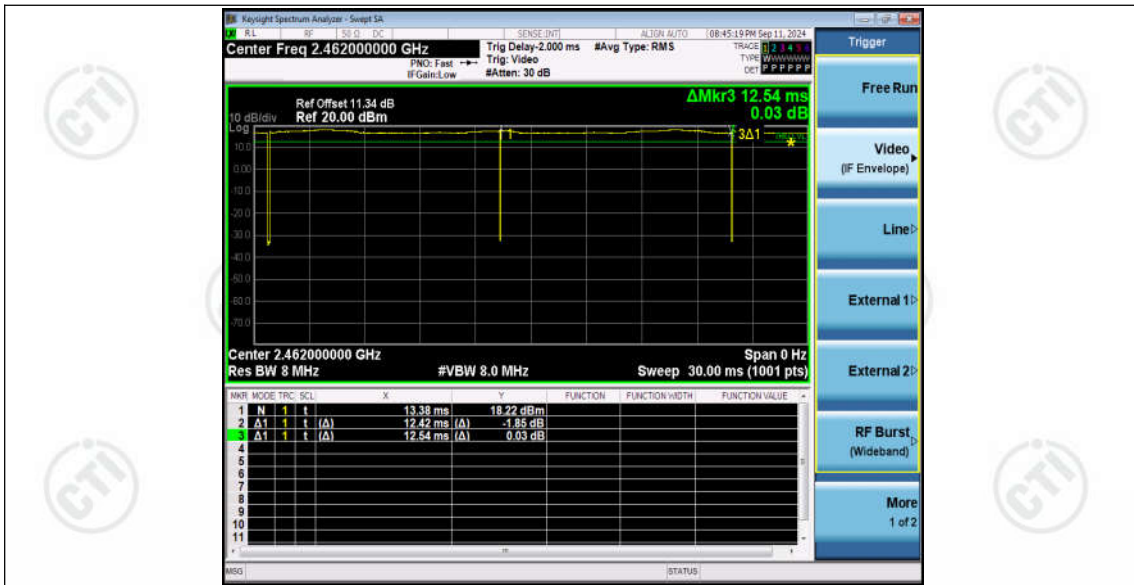 Keysight Spectrum Analyzer - Swept SA
RL RF 50 Ω DC SENSE:INT ALIGN AUTO 08:45:19 PM Sep 11, 2024
Center Freq 2.462000000 GHz
PNO: Fast
IFGain:Low
Trig Delay-2.000 ms
Trig: Video
#Atten: 30 dB
#Avg Type: RMS
TRACE 1 2 3 4 5 6
TYPE WWWWWW
DET P P P P P P
ΔMkr3 12.54 ms
0.03 dB
Ref Offset 11.34 dB
10 dB/div Ref 20.00 dBm
Log
10.0
0.00
-10.0
-20.0
-30.0
-40.0
-50.0
-60.0
-70.0
1
3Δ1
Center 2.462000000 GHz Span 0 Hz
Res BW 8 MHz #VBW 8.0 MHz Sweep 30.00 ms (1001 pts)
MKR MODE TRC SCL X Y FUNCTION FUNCTION WIDTH FUNCTION VALUE
1 N 1 t 13.38 ms 18.22 dBm
2 Δ1 1 t (Δ) 12.42 ms (Δ) -1.85 dB
3 Δ1 1 t (Δ) 12.54 ms (Δ) 0.03 dB
4
5
6
7
8
9
10
11
MSG STATUS
Trigger
Free Run
Video
(IF Envelope)
Line
External 1
External 2
RF Burst
(Wideband)
More
1 of 2
CTI
CTI
CTI
CTI